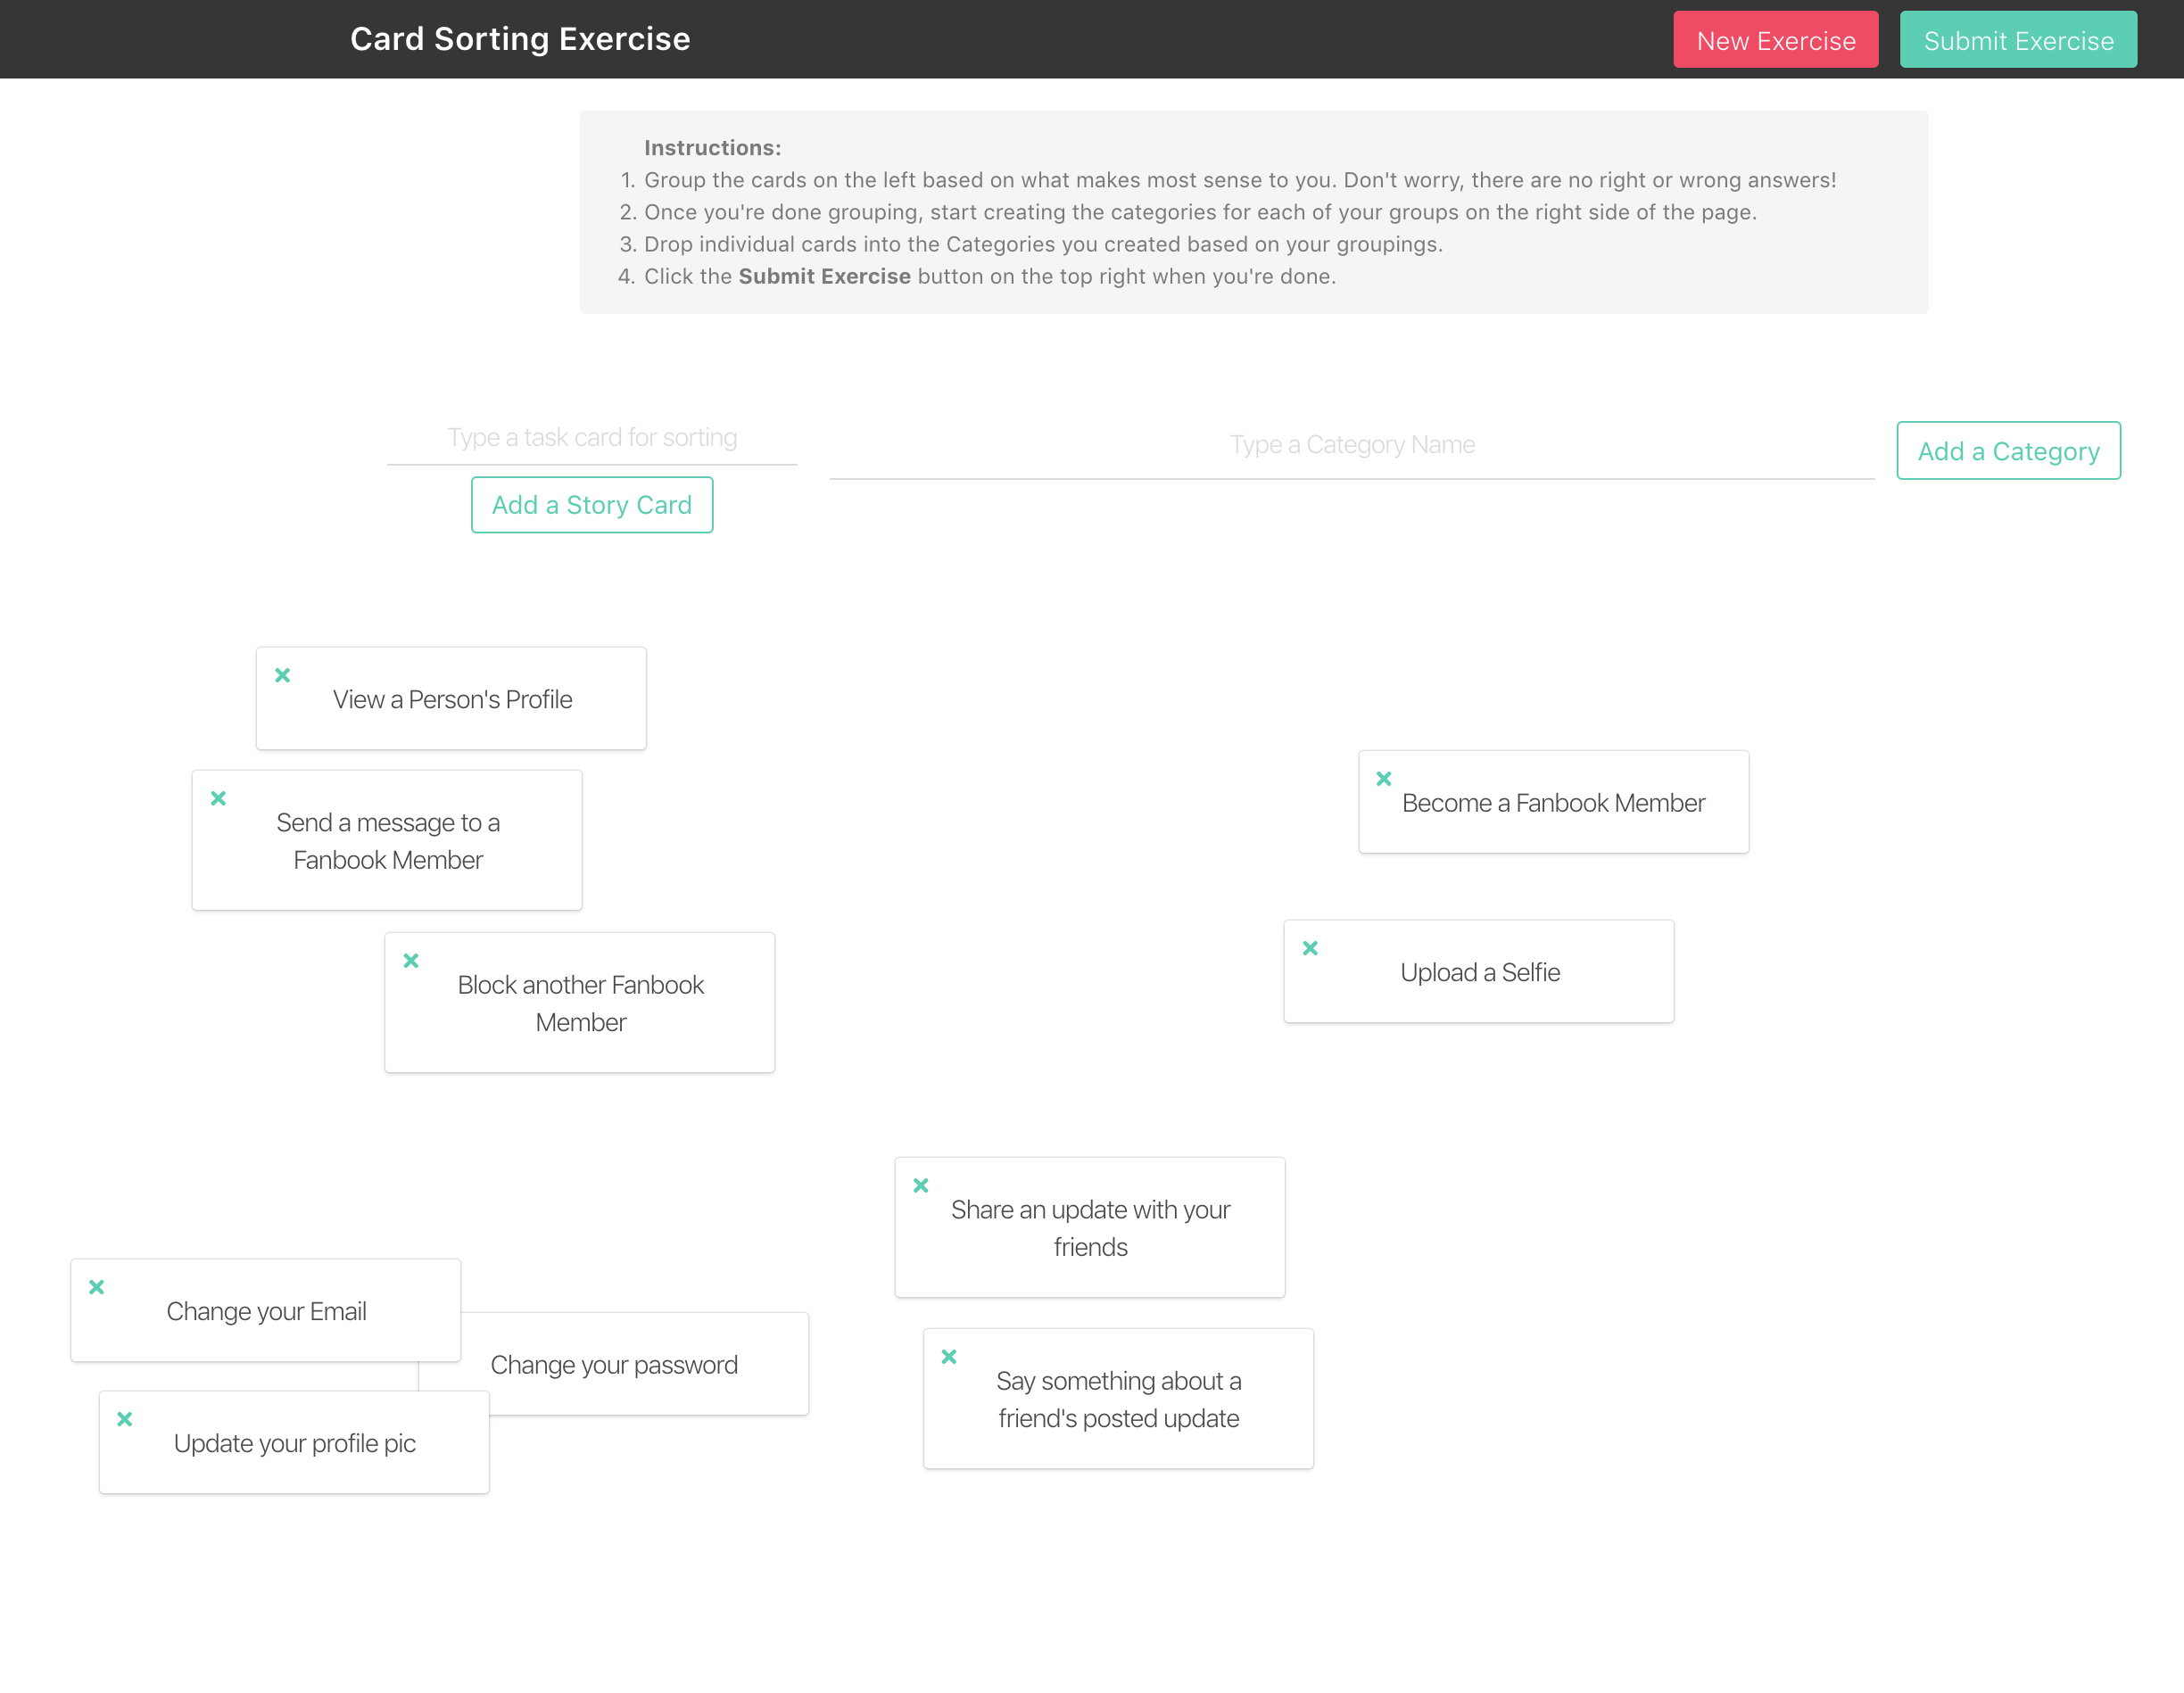 Card Sorting Exercise
New Exercise
Submit Exercise
Instructions:
1. Group the cards on the left based on what makes most sense to you. Don't worry, there are no right or wrong answers!
2. Once you're done grouping, start creating the categories for each of your groups on the right side of the page.
3. Drop individual cards into the Categories you created based on your groupings.
4. Click the Submit Exercise button on the top right when you're done.
Type a task card for sorting
Add a Story Card
Type a Category Name
Add a Category
View a Person's Profile
Send a message to a
Fanbook Member
Block another Fanbook
Member
Become a Fanbook Member
Upload a Selfie
Share an update with your
friends
Say something about a
friend's posted update
Change your Email
Change your password
Update your profile pic